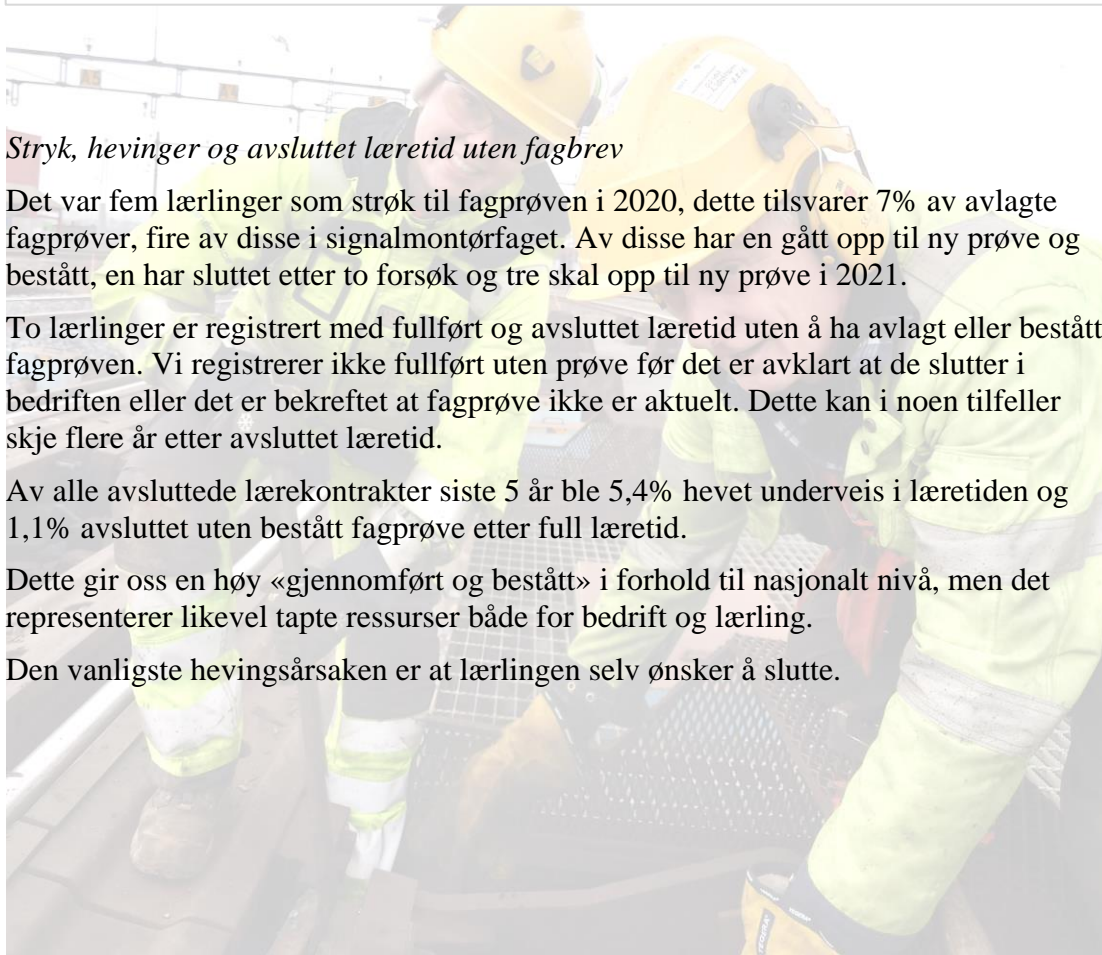 Stryk, hevinger og avsluttet læretid uten fagbrev
Det var fem lærlinger som strøk til fagprøven i 2020, dette tilsvarer 7% av avlagte
fagprøver, fire av disse i signalmontørfaget. Av disse har en gått opp til ny prøve og
bestått, en har sluttet etter to forsøk og tre skal opp til ny prøve i 2021.
To lærlinger er registrert med fullført og avsluttet læretid uten å ha avlagt eller bestått
fagprøven. Vi registrerer ikke fullført uten prøve før det er avklart at de slutter i
bedriften eller det er bekreftet at fagprøve ikke er aktuelt. Dette kan i noen tilfeller
skje flere år etter avsluttet læretid.
Av alle avsluttede lærekontrakter siste 5 år ble 5,4% hevet underveis i læretiden og
1,1% avsluttet uten bestått fagprøve etter full læretid.
Dette gir oss en høy «gjennomført og bestått» i forhold til nasjonalt nivå, men det
representerer likevel tapte ressurser både for bedrift og lærling.
Den vanligste hevingsårsaken er at lærlingen selv ønsker å slutte.